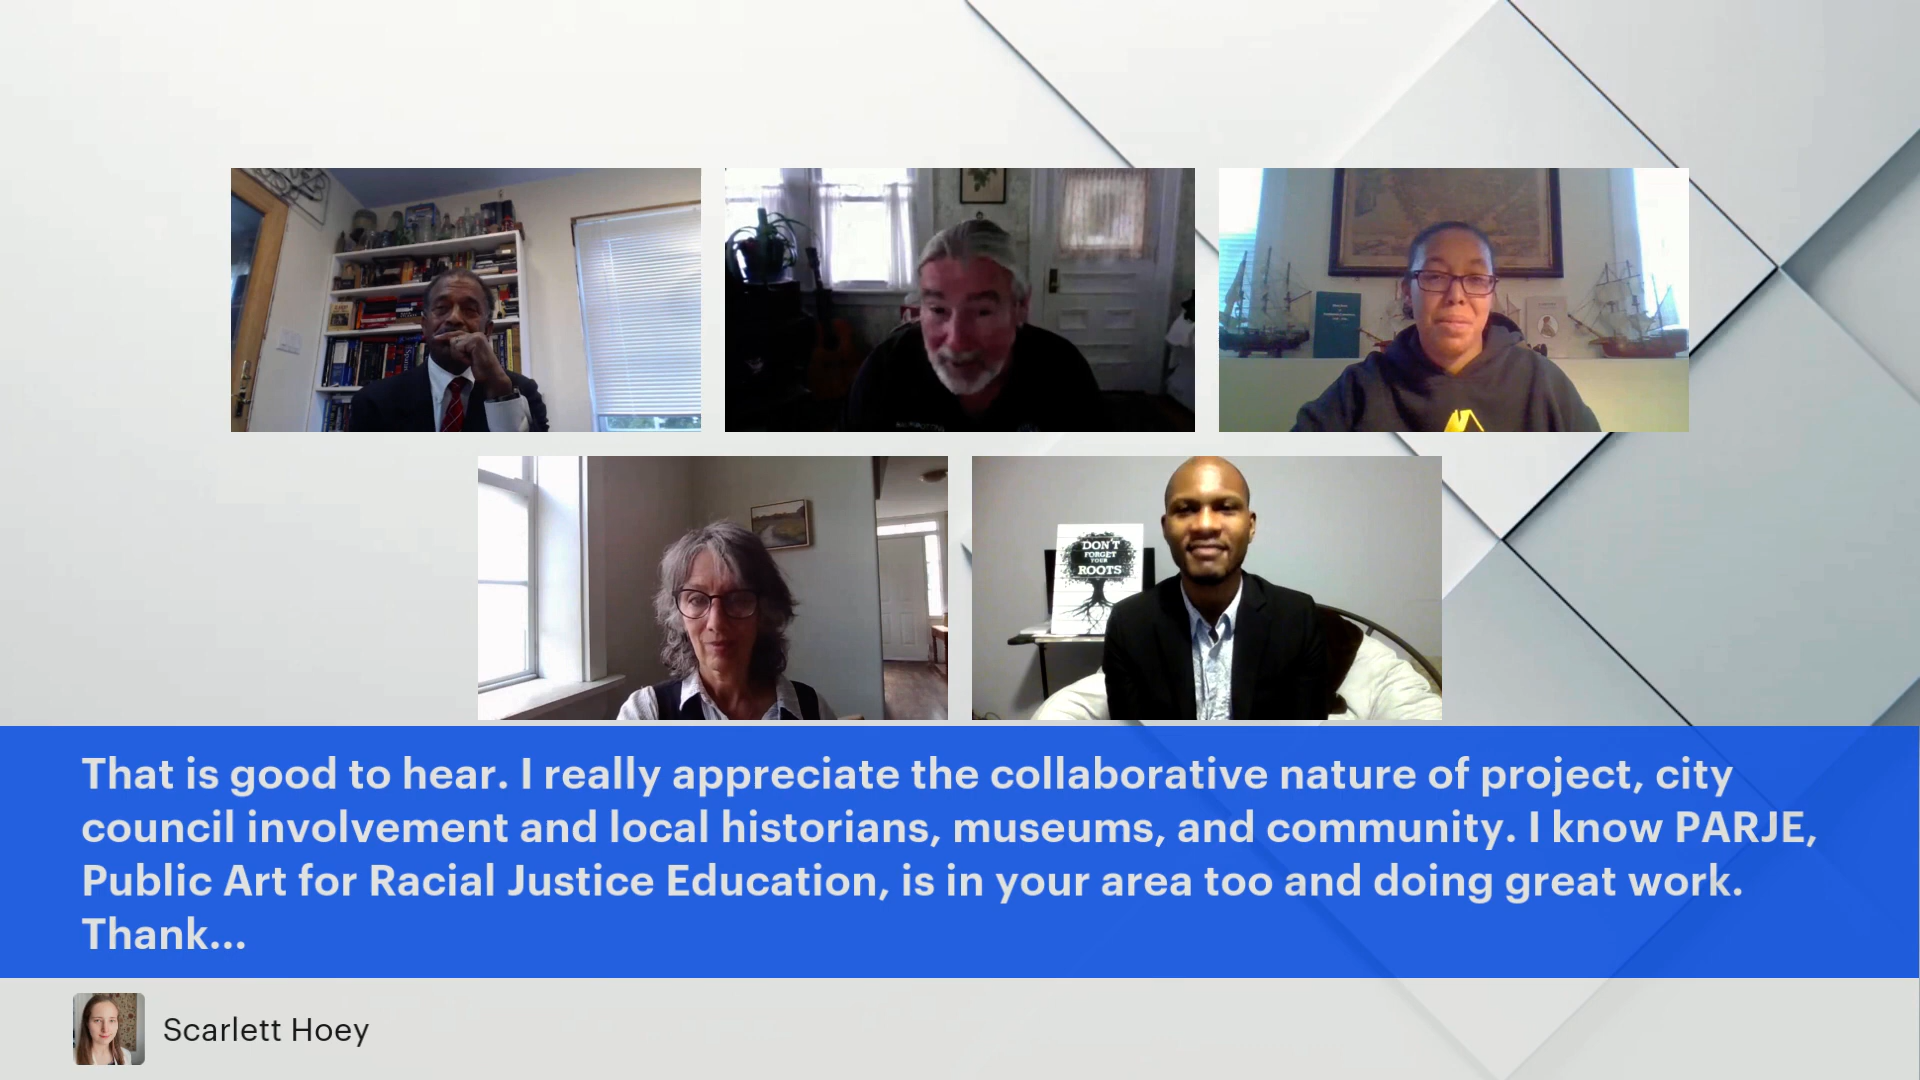 DON'T
FORGET
YOUR
ROOTS
That is good to hear. I really appreciate the collaborative nature of project, city
council involvement and local historians, museums, and community. I know PARJE,
Public Art for Racial Justice Education, is in your area too and doing great work.
Thank...
Scarlett Hoey